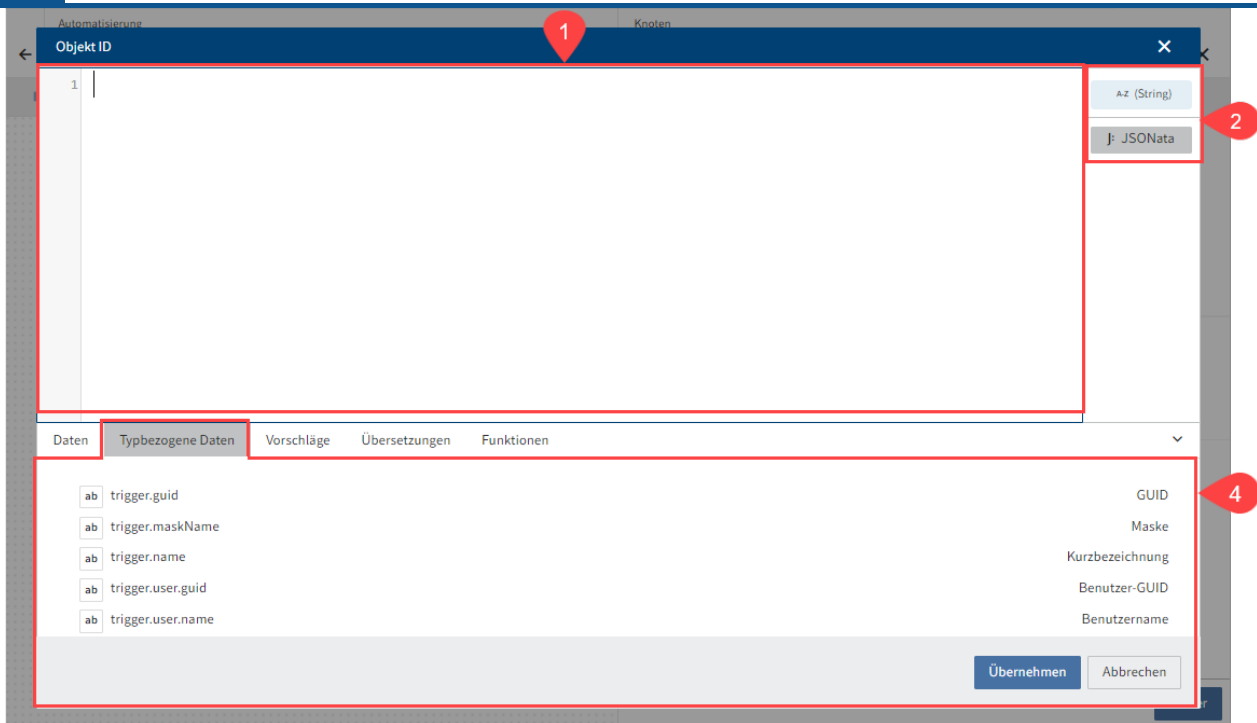 Automatisierung
Knoten
1
Objekt ID
1
A-Z (String)
2
J: JSONata
Daten
Typbezogene Daten
Vorschläge
Übersetzungen
Funktionen
ab trigger.guid
GUID
4
ab trigger.maskName
Maske
ab trigger.name
Kurzbezeichnung
ab trigger.user.guid
Benutzer-GUID
ab trigger.user.name
Benutzername
Übernehmen
Abbrechen